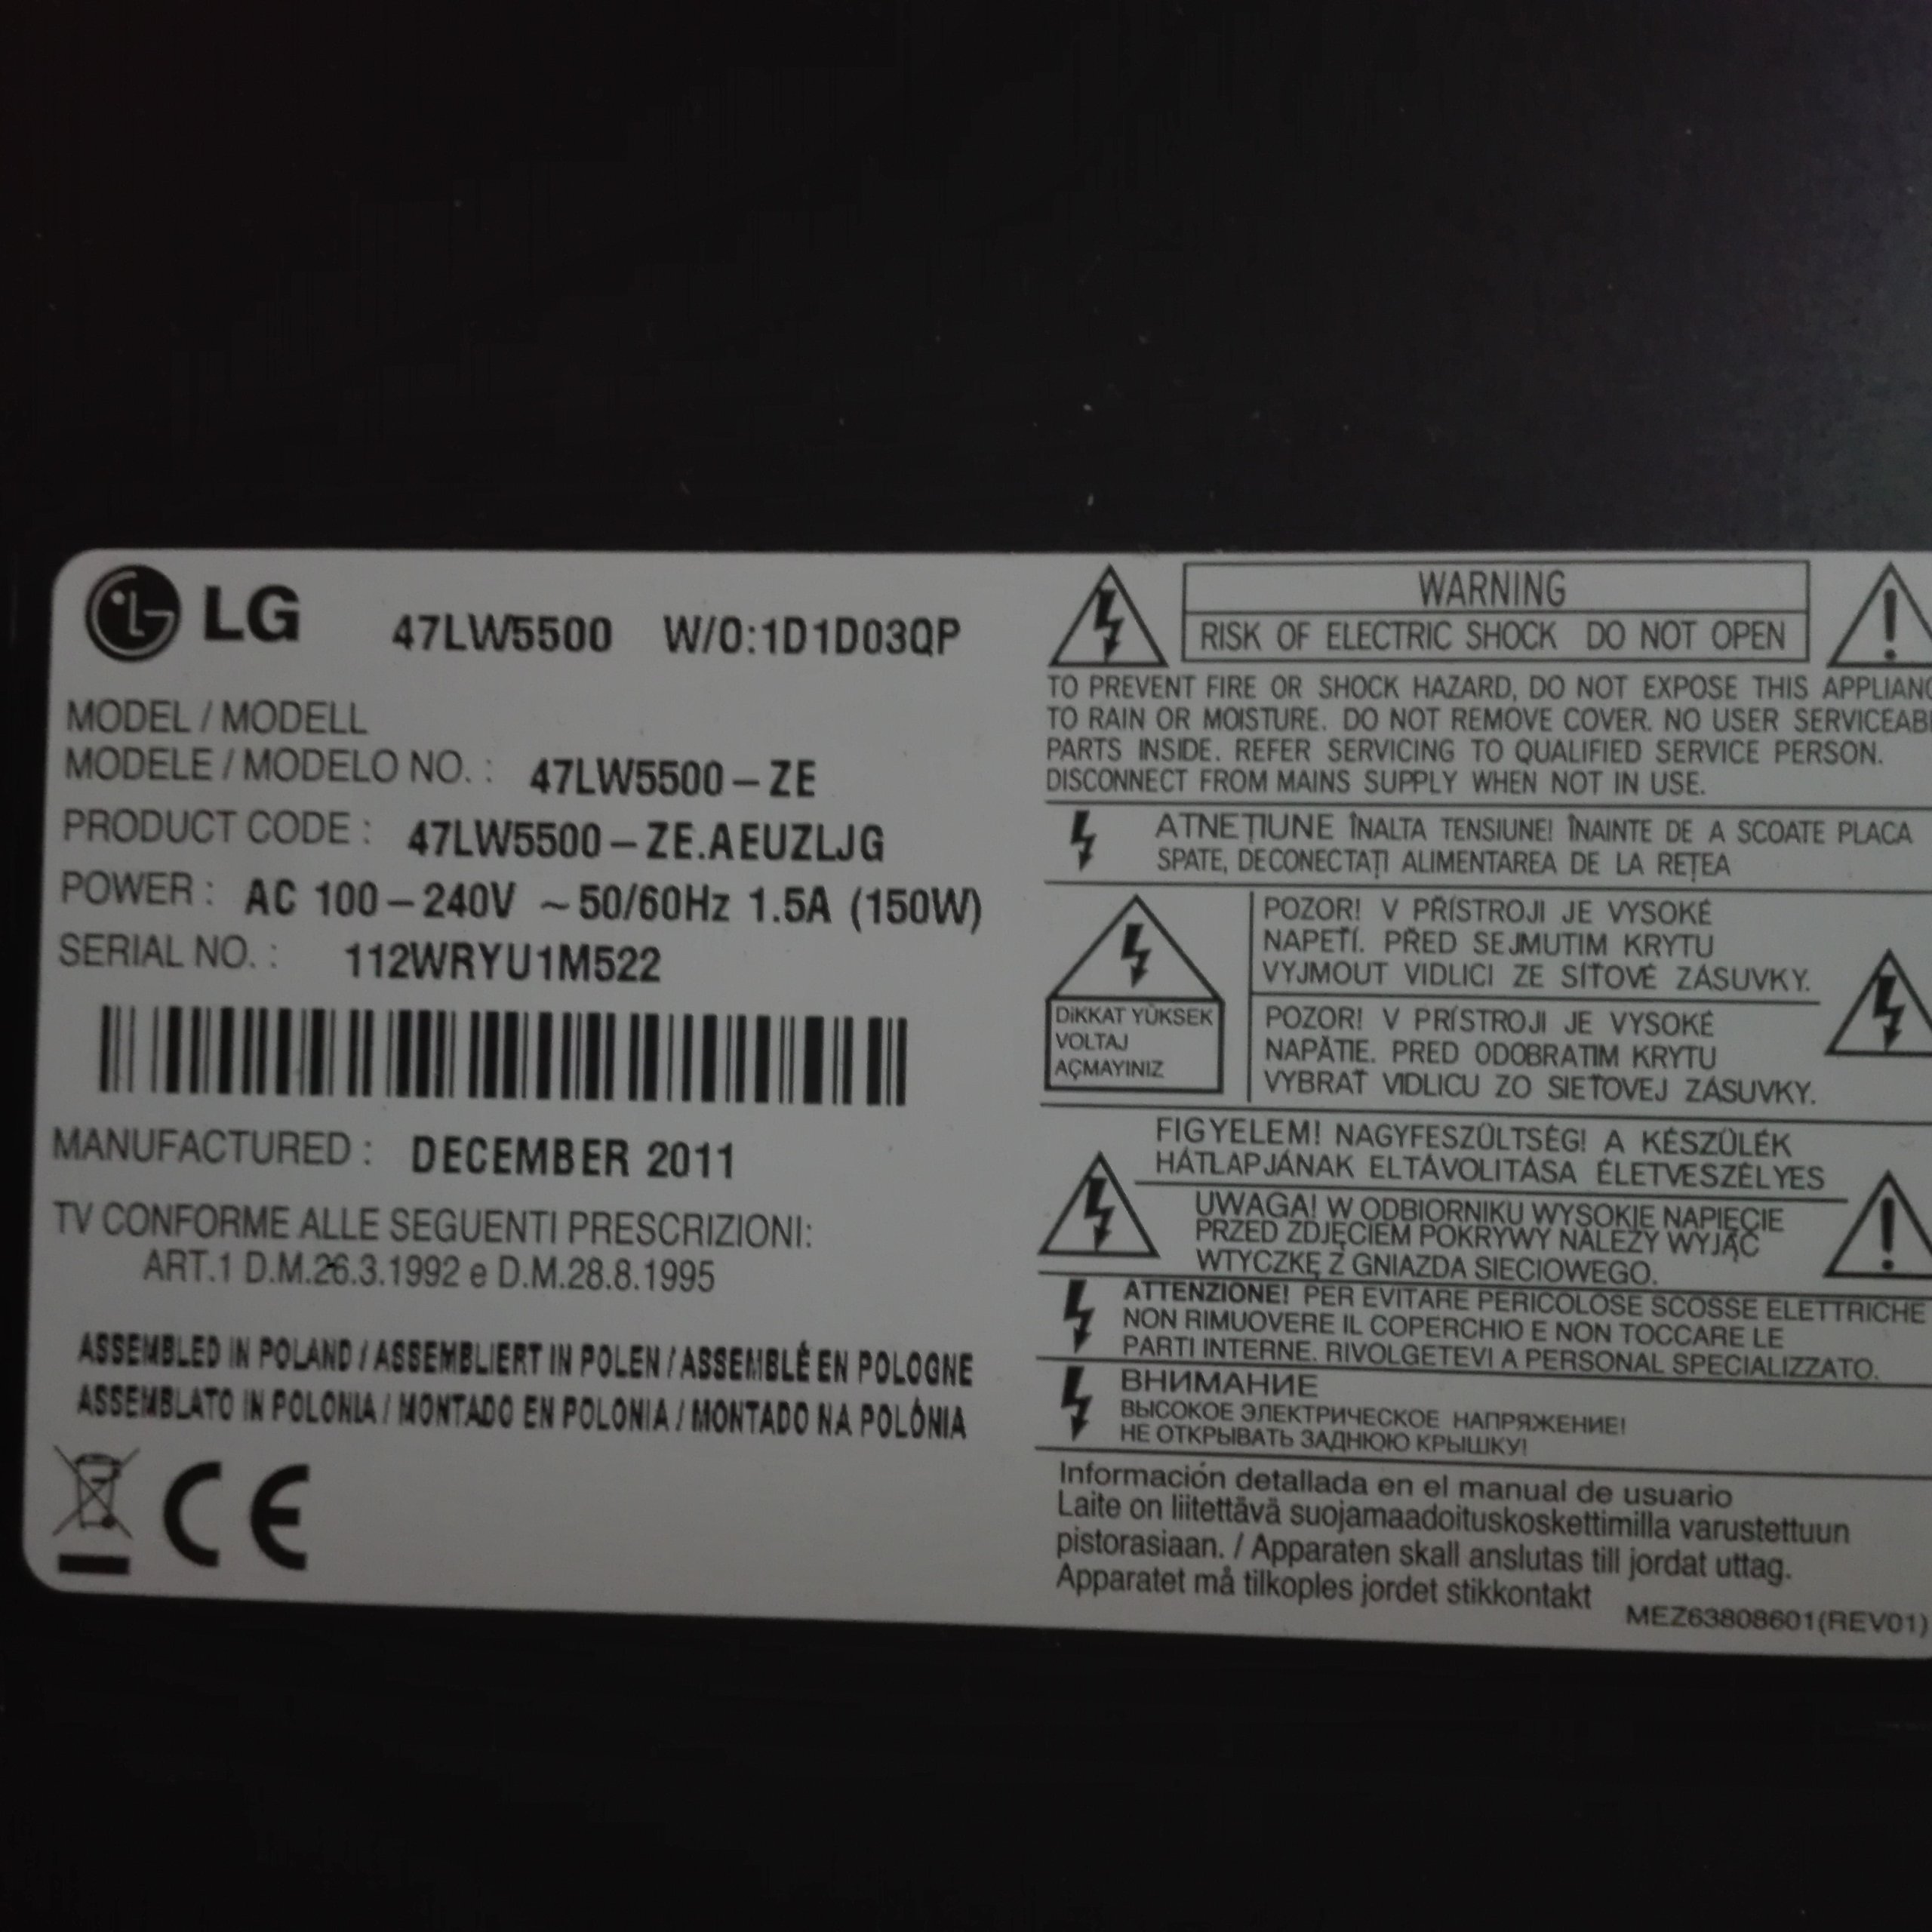 LG 47LW5500 W/O:1D1D03QP
MODEL / MODELL
MODELE / MODELO NO. : 47LW5500-ZE
PRODUCT CODE : 47LW5500-ZE.AEUZLJG
POWER : AC 100-240V ~50/60Hz 1.5A (150W)
SERIAL NO. : 112WRYU1M522
MANUFACTURED : DECEMBER 2011
TV CONFORME ALLE SEGUENTI PRESCRIZIONI:
ART.1 D.M.26.3.1992 e D.M.28.8.1995
ASSEMBLED IN POLAND / ASSEMBLIERT IN POLEN / ASSEMBLÉ EN POLOGNE
ASSEMBLATO IN POLONIA / MONTADO EN POLONIA / MONTADO NA POLÓNIA
CE
WARNING
RISK OF ELECTRIC SHOCK DO NOT OPEN
TO PREVENT FIRE OR SHOCK HAZARD, DO NOT EXPOSE THIS
TO RAIN OR MOISTURE. DO NOT REMOVE COVER. NO USER
PARTS INSIDE. REFER SERVICING TO QUALIFIED SERVICE PERSON.
DISCONNECT FROM MAINS SUPPLY WHEN NOT IN USE.
ATNEȚIUNE ÎNALTA TENSIUNE! ÎNAINTE DE A SCOATE PLACA
SPATE, DECONECTAȚI ALIMENTAREA DE LA REȚEA
DİKKAT YÜKSEK
VOLTAJ
AÇMAYINIZ
POZOR! V PŘÍSTROJI JE VYSOKÉ
NAPETÍ. PŘED SEJMUTIM KRYTU
VYJMOUT VIDLICI ZE SÍŤOVÉ ZÁSUVKY.
POZOR! V PRÍSTROJI JE VYSOKÉ
NAPÄTIE. PRED ODOBRATIM KRYTU
VYBRAŤ VIDLICU ZO SIEŤOVEJ ZÁSUVKY.
FIGYELEM! NAGYFESZÜLTSÉG! A KÉSZÜLÉK
HÁTLAPJÁNAK ELTÁVOLITÁSA ÉLETVESZÉLYES
UWAGA! W ODBIORNIKU WYSOKIE NAPIĘCIE
PRZED ZDJĘCIEM POKRYWY NALEŻY WYJĄĆ
WTYCZKĘ Z GNIAZDA SIECIOWEGO.
ATTENZIONE! PER EVITARE PERICOLOSE SCOSSE ELETTRICHE
NON RIMUOVERE IL COPERCHIO E NON TOCCARE LE
PARTI INTERNE. RIVOLGETEVI A PERSONAL SPECIALIZZATO.
ВНИМАНИЕ
ВЫСОКОЕ ЭЛЕКТРИЧЕСКОЕ НАПРЯЖЕНИЕ!
НЕ ОТКРЫВАТЬ ЗАДНЮЮ КРЫШКУ!
Información detallada en el manual de usuario
Laite on liitettävä suojamaadoituskoskettimilla varustettuun
pistorasiaan. / Apparaten skall anslutas till jordat uttag.
Apparatet må tilkoples jordet stikkontakt
MEZ63808601(REV01)